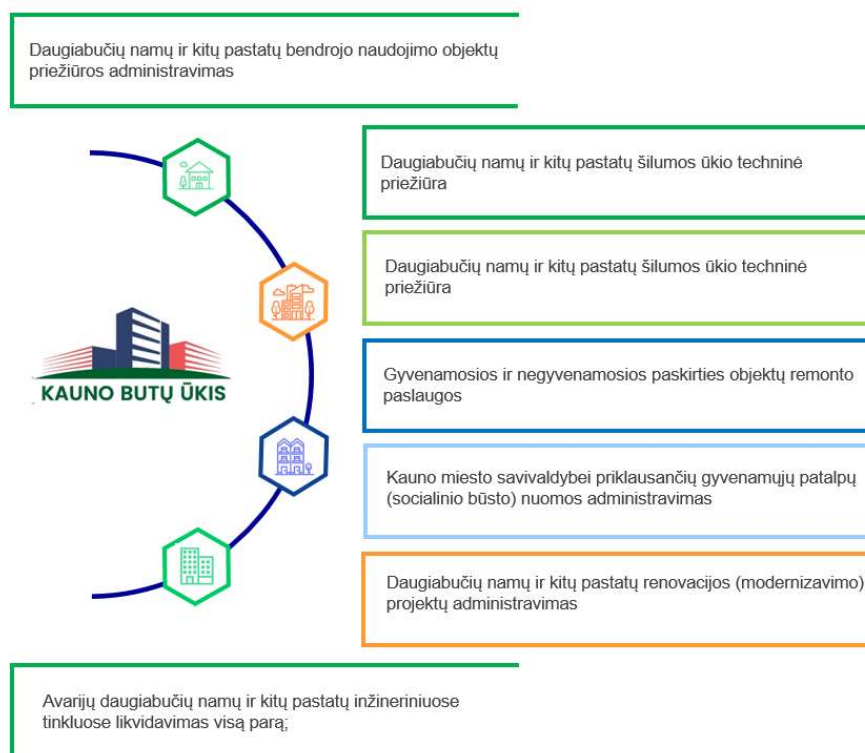 Daugiabučių namų ir kitų pastatų bendrojo naudojimo objektų
priežiūros administravimas
Daugiabučių namų ir kitų pastatų šilumos ūkio techninė
priežiūra
Daugiabučių namų ir kitų pastatų šilumos ūkio techninė
priežiūra
KAUNO BUTŲ ŪKIS
Gyvenamosios ir negyvenamosios paskirties objektų remonto
paslaugos
Kauno miesto savivaldybei priklausančių gyvenamųjų patalpų
(socialinio būsto) nuomos administravimas
Daugiabučių namų ir kitų pastatų renovacijos (modernizavimo)
projektų administravimas
Avarijų daugiabučių namų ir kitų pastatų inžineriniuose
tinkluose likvidavimas visą parą;